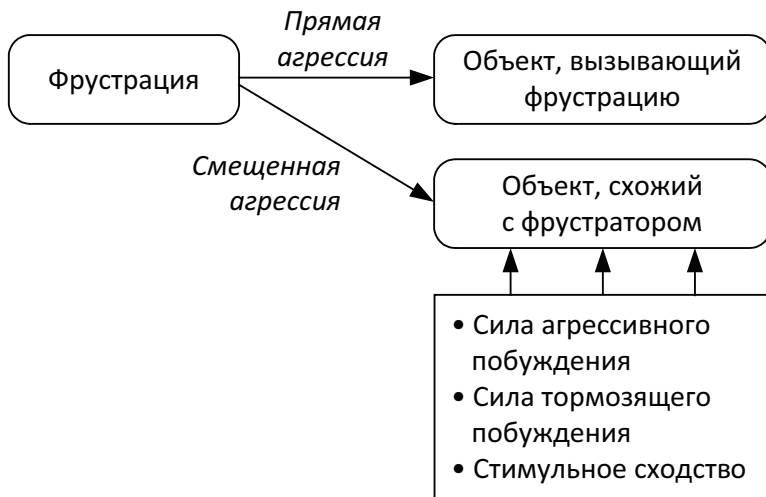 Прямая
агрессия
Фрустрация
Объект, вызывающий
фрустрацию
Смещенная
агрессия
Объект, схожий
с фрустратором
• Сила агрессивного
побуждения
• Сила тормозящего
побуждения
• Стимульное сходство